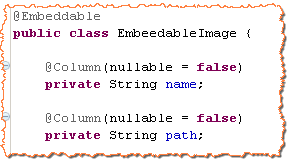 @Embeddable
public class EmbeedableImage {
@Column(nullable = false)
private String name;
@Column(nullable = false)
private String path;